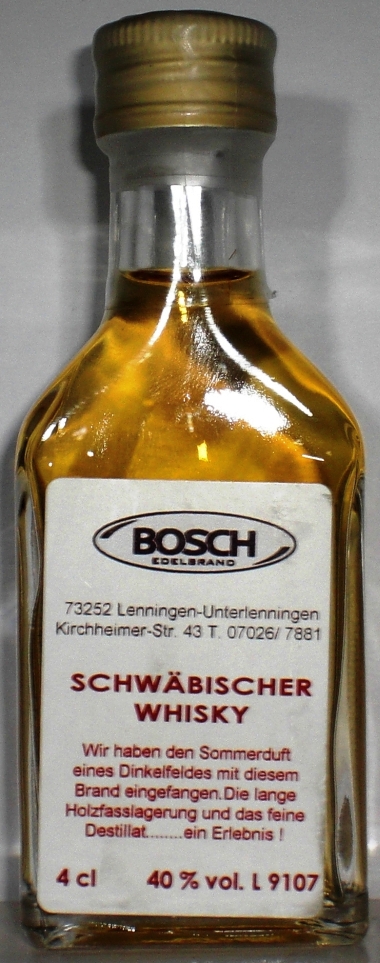 BOSCH
EDELBRAND
73252 Lenningen-Unterlenningen
Kirchheimer-Str. 43 T. 07026/ 7881
SCHWÄBISCHER
WHISKY
Wir haben den Sommerduft
eines Dinkelfeldes mit diesem
Brand eingefangen.Die lange
Holzfasslagerung und das feine
Destillat........ein Erlebnis !
4 cl 40 % vol. L 9107